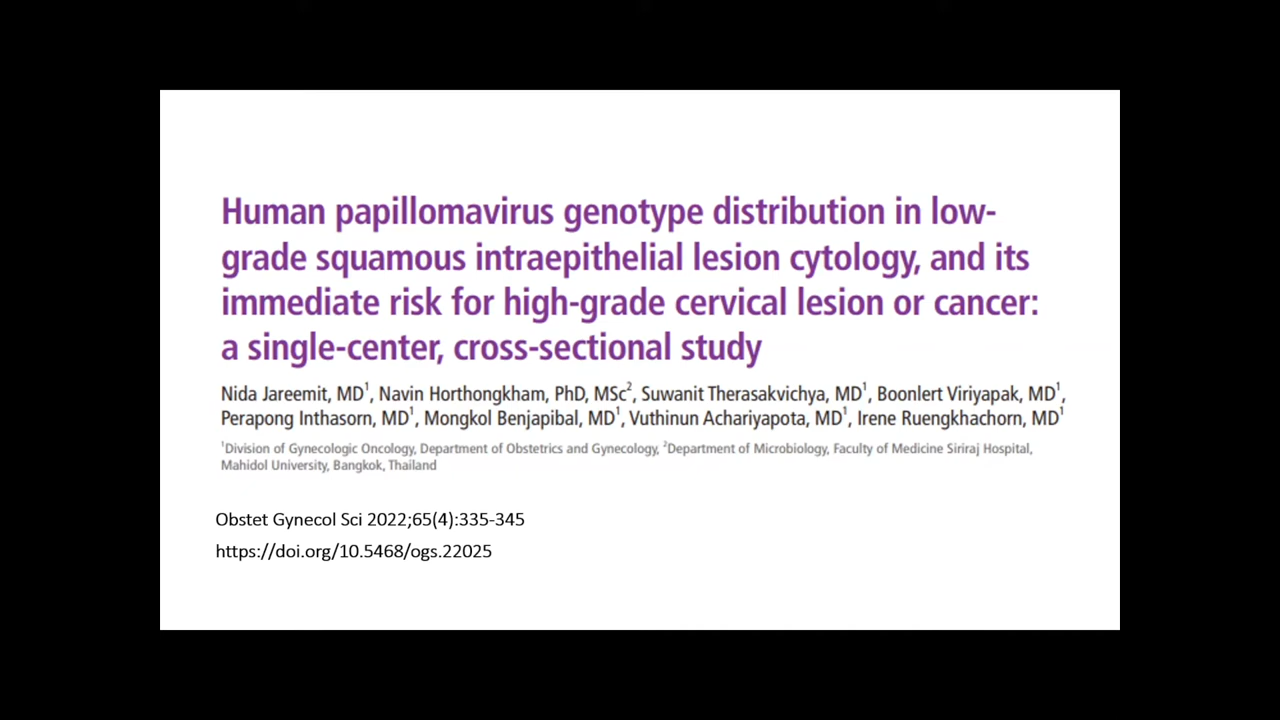 Human papillomavirus genotype distribution in low-
grade squamous intraepithelial lesion cytology, and its
immediate risk for high-grade cervical lesion or cancer:
a single-center, cross-sectional study
Nida Jareemit, MD1, Navin Horthongkham, PhD, MSc2, Suwanit Therasakvichya, MD1, Boonlert Viriyapak, MD1,
Perapong Inthasorn, MD1, Mongkol Benjapibal, MD1, Vuthinun Achariyapota, MD1, Irene Ruengkhachorn, MD1
1Division of Gynecologic Oncology, Department of Obstetrics and Gynecology, 2Department of Microbiology, Faculty of Medicine Siriraj Hospital,
Mahidol University, Bangkok, Thailand
Obstet Gynecol Sci 2022;65(4):335-345
https://doi.org/10.5468/ogs.22025